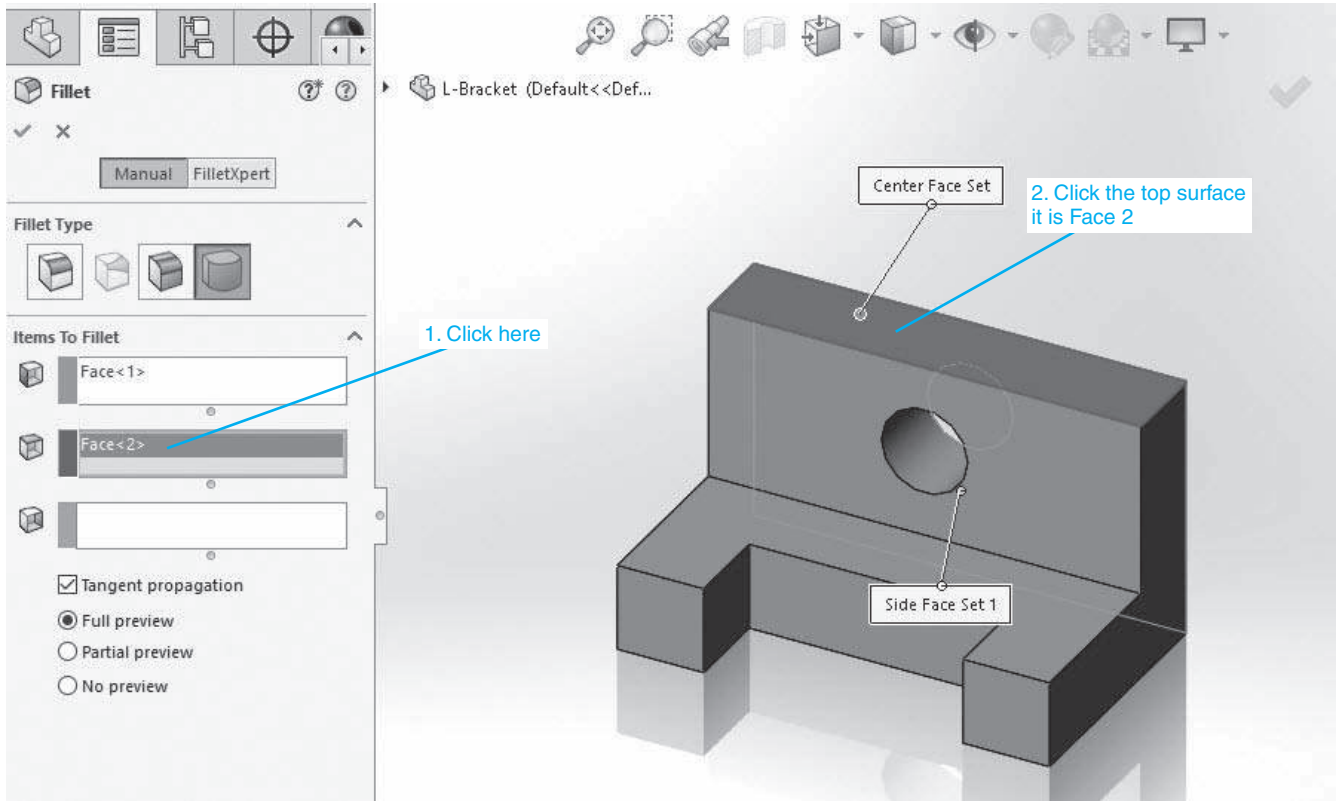 Fillet
L-Bracket (Default<<Def...
Manual FilletXpert
Fillet Type
Items To Fillet
Face<1>
Face<2>
Tangent propagation
Full preview
Partial preview
No preview
1. Click here
Center Face Set
2. Click the top surface
it is Face 2
Side Face Set 1